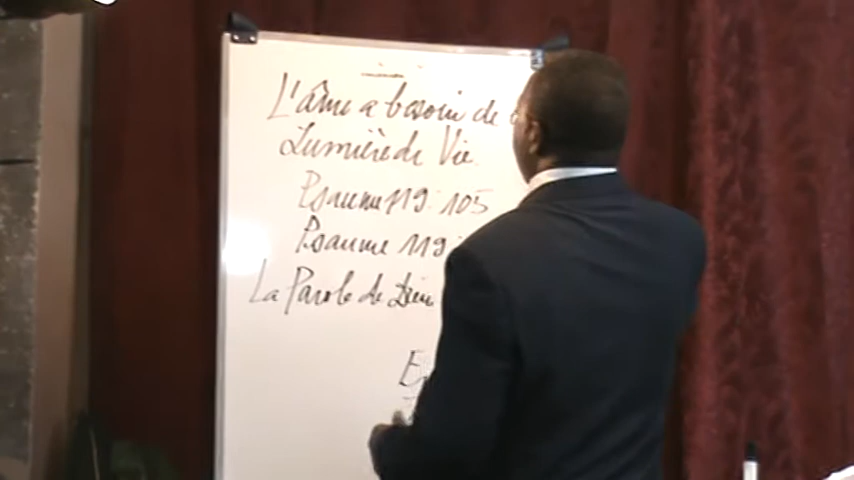 L'âme a besoin de
Lumière de Vie
Psaume 119: 105
Psaume 119:
La Parole de Dieu